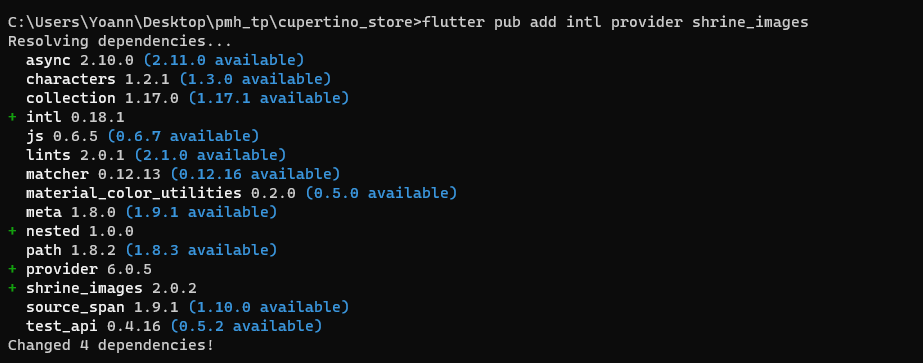 C:\Users\Yoann\Desktop\pmh_tp\cupertino_store>flutter pub add intl provider shrine_images
Resolving dependencies...
  async 2.10.0 (2.11.0 available)
  characters 1.2.1 (1.3.0 available)
  collection 1.17.0 (1.17.1 available)
+ intl 0.18.1
  js 0.6.5 (0.6.7 available)
  lints 2.0.1 (2.1.0 available)
  matcher 0.12.13 (0.12.16 available)
  material_color_utilities 0.2.0 (0.5.0 available)
  meta 1.8.0 (1.9.1 available)
+ nested 1.0.0
  path 1.8.2 (1.8.3 available)
+ provider 6.0.5
+ shrine_images 2.0.2
  source_span 1.9.1 (1.10.0 available)
  test_api 0.4.16 (0.5.2 available)
Changed 4 dependencies!